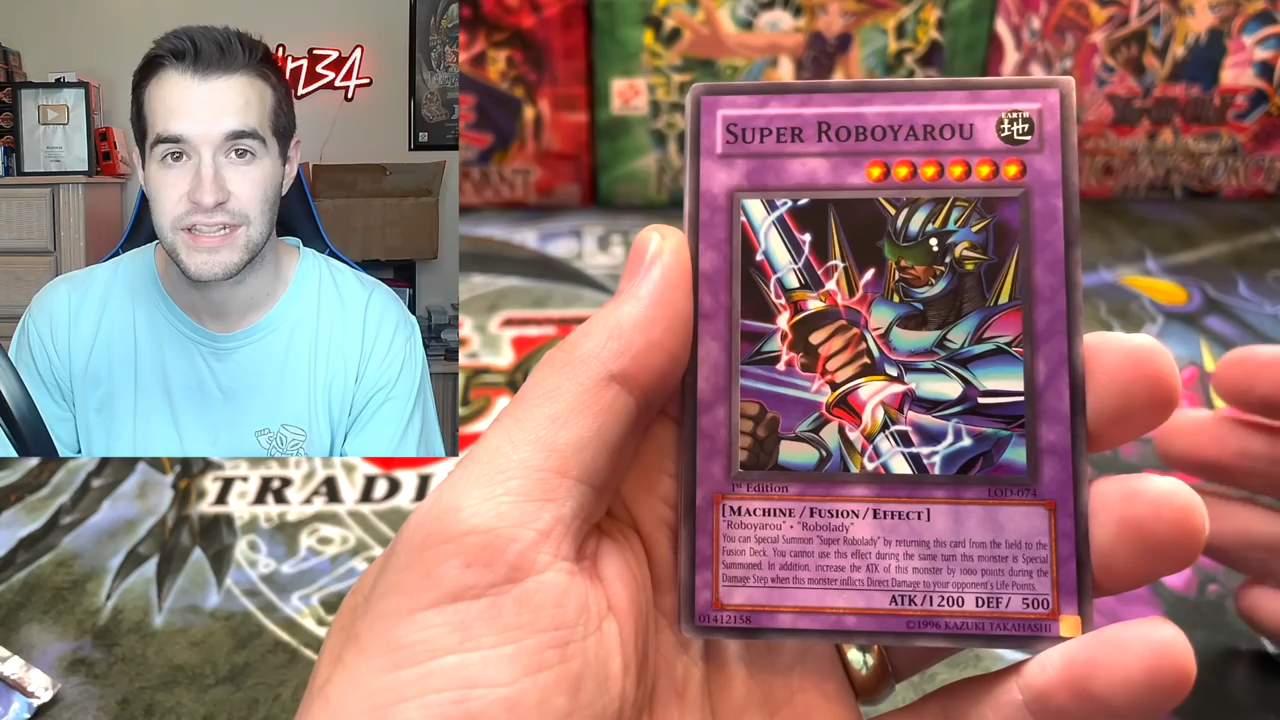 n34
SUPER ROBOYAROU
EARTH
地
1st Edition
LOD-074
[MACHINE/FUSION/EFFECT]
"Roboyarou" + "Robolady"
You can Special Summon "Super Robolady" by returning this card from the field to the
Fusion Deck. You cannot use this effect during the same turn this monster is Special
Summoned. In addition, increase the ATK of this monster by 1000 points during the
Damage Step when this monster inflicts Direct Damage to your opponent's Life Points.
ATK/1200 DEF/ 500
01412158
©1996 KAZUKI TAKAHASHI
TRADI